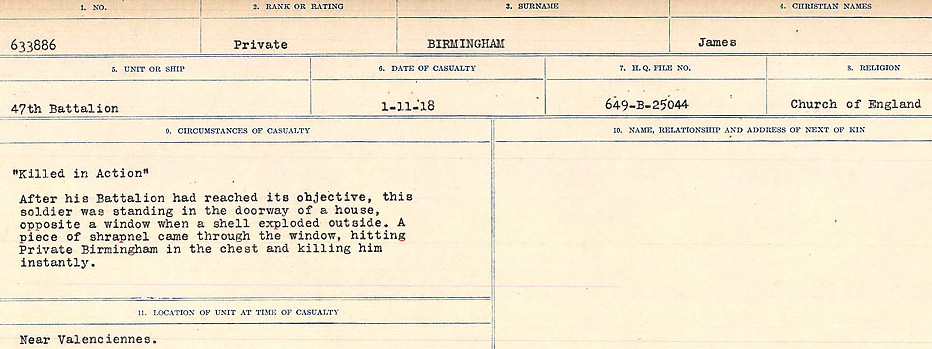 1. NO. 2. RANK OR RATING 3. SURNAME 4. CHRISTIAN NAMES
633886 Private BIRMINGHAM James
5. UNIT OR SHIP 6. DATE OF CASUALTY 7. H.Q. FILE NO. 8. RELIGION
47th Battalion 1-11-18 649-B-25044 Church of England
9. CIRCUMSTANCES OF CASUALTY 10. NAME, RELATIONSHIP AND ADDRESS OF NEXT OF KIN
"Killed in Action"
After his Battalion had reached its objective, this
soldier was standing in the doorway of a house,
opposite a window when a shell exploded outside. A
piece of shrapnel came through the window, hitting
Private Birmingham in the chest and killing him
instantly.
11. LOCATION OF UNIT AT TIME OF CASUALTY
Near Valenciennes.